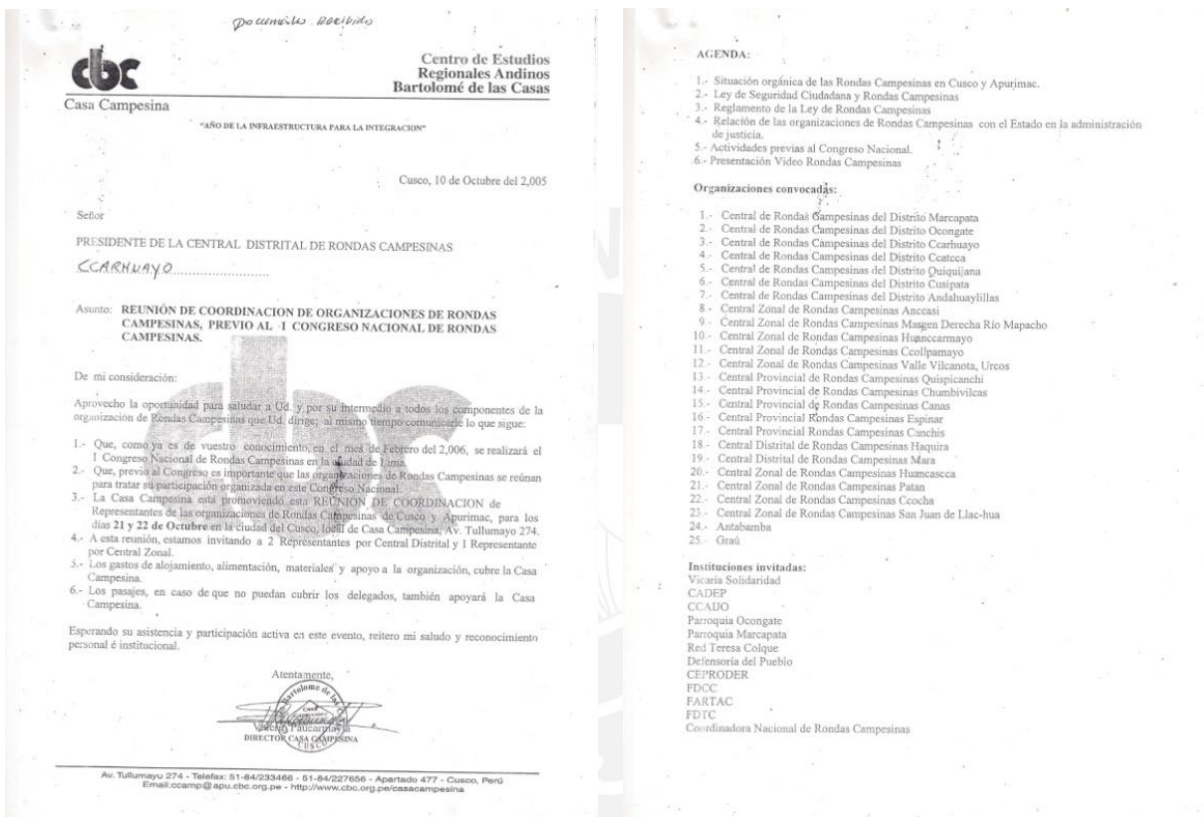 Documento Recibido
cbc
Centro de Estudios
Regionales Andinos
Bartolomé de las Casas
Casa Campesina
"AÑO DE LA INFRAESTRUCTURA PARA LA INTEGRACION"
Cusco, 10 de Octubre del 2,005
Señor
PRESIDENTE DE LA CENTRAL DISTRITAL DE RONDAS CAMPESINAS
CCARHUAYO........................
Asunto: REUNIÓN DE COORDINACION DE ORGANIZACIONES DE RONDAS
CAMPESINAS, PREVIO AL I CONGRESO NACIONAL DE RONDAS
CAMPESINAS.
De mi consideración:
Aprovecho la oportunidad para saludar a Ud. y por su intermedio a todos los componentes de la
organización de Rondas Campesinas que Ud. dirige; al mismo tiempo comunicarle lo que sigue:
1.- Que, como ya es de vuestro conocimiento, en el mes de Febrero del 2,006, se realizará el
I Congreso Nacional de Rondas Campesinas en la ciudad de Lima.
2.- Que, previo al Congreso es importante que las organizaciones de Rondas Campesinas se reúnan
para tratar su participación organizada en este Congreso Nacional.
3.- La Casa Campesina está promoviendo esta REUNIÓN DE COORDINACION de
Representantes de las organizaciones de Rondas Campesinas de Cusco y Apurimac, para los
días 21 y 22 de Octubre en la ciudad del Cusco, local de Casa Campesina, Av. Tullumayo 274.
4.- A esta reunión, estamos invitando a 2 Representantes por Central Distrital y 1 Representante
por Central Zonal.
5.- Los gastos de alojamiento, alimentación, materiales y apoyo a la organización, cubre la Casa
Campesina.
6.- Los pasajes, en caso de que no puedan cubrir los delegados, también apoyará la Casa
Campesina.
Esperando su asistencia y participación activa en este evento, reitero mi saludo y reconocimiento
personal é institucional.
Atentamente,
Paucarmayta
DIRECTOR CASA CAMPESINA
CUSCO
Av. Tullumayu 274 - Telefax: 51-84/233466 - 51-84/227656 - Apartado 477 - Cusco, Perú
Email:ccamp@apu.cbc.org.pe - http://www.cbc.org.pe/casacampesina
AGENDA:
1.- Situación orgánica de las Rondas Campesinas en Cusco y Apurimac.
2.- Ley de Seguridad Ciudadana y Rondas Campesinas
3.- Reglamento de la Ley de Rondas Campesinas
4.- Relación de las organizaciones de Rondas Campesinas con el Estado en la administración
de justicia.
5.- Actividades previas al Congreso Nacional.
6.- Presentación Video Rondas Campesinas
Organizaciones convocadas:
1.- Central de Rondas Campesinas del Distrito Marcapata
2.- Central de Rondas Campesinas del Distrito Ocongate
3.- Central de Rondas Campesinas del Distrito Ccarhuayo
4.- Central de Rondas Campesinas del Distrito Ccatcca
5.- Central de Rondas Campesinas del Distrito Quiquijana
6.- Central de Rondas Campesinas del Distrito Cusipata
7.- Central de Rondas Campesinas del Distrito Andahuaylillas
8.- Central Zonal de Rondas Campesinas Anccasi
9.- Central Zonal de Rondas Campesinas Masgen Derecha Río Mapacho
10.- Central Zonal de Rondas Campesinas Huanccarmayo
11.- Central Zonal de Rondas Campesinas Ccollpamayo
12.- Central Zonal de Rondas Campesinas Valle Vilcanota, Urcos
13.- Central Provincial de Rondas Campesinas Quispicanchi
14.- Central Provincial de Rondas Campesinas Chumbivilcas
15.- Central Provincial de Rondas Campesinas Canas
16.- Central Provincial Rondas Campesinas Espinar
17.- Central Provincial Rondas Campesinas Canchis
18.- Central Distrital de Rondas Campesinas Haquira
19.- Central Distrital de Rondas Campesinas Mara
20.- Central Zonal de Rondas Campesinas Huancascca
21.- Central Zonal de Rondas Campesinas Patan
22.- Central Zonal de Rondas Campesinas Ccocha
23.- Central Zonal de Rondas Campesinas San Juan de Llac-hua
24.- Antabamba
25.- Graú
Instituciones invitadas:
Vicaria Solidaridad
CADEP
CCAIJO
Parroquia Ocongate
Parroquia Marcapata
Red Teresa Colque
Defensoria del Pueblo
CEPRODER
FDCC
FARTAC
FDTC
Coordinadora Nacional de Rondas Campesinas